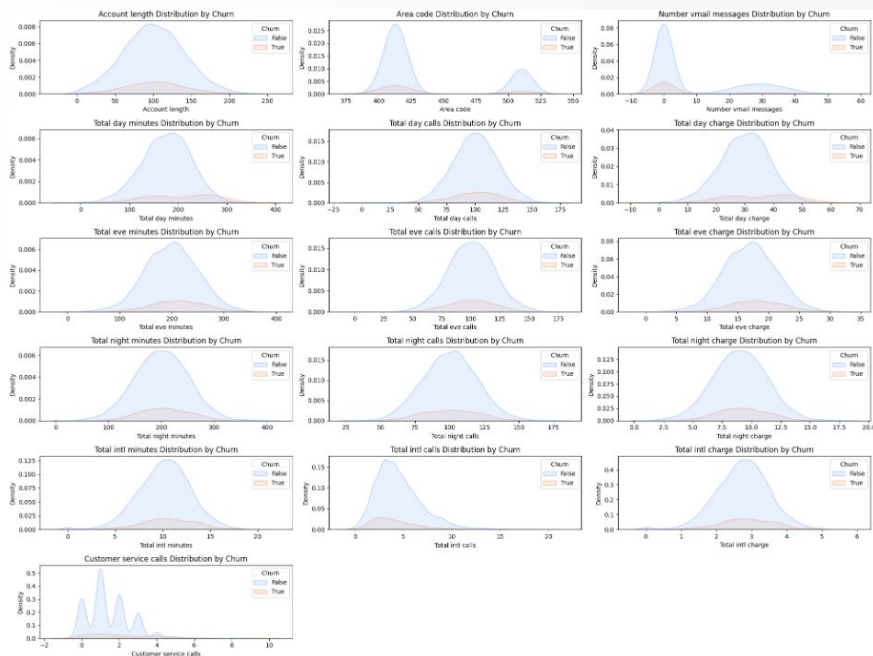 Account length Distribution by Churn
Density
0.008
0.006
0.004
0.002
0.000
0 50 100 150 200 250
Account length
Churn
False
True
Area code Distribution by Churn
Density
0.025
0.020
0.015
0.010
0.005
0.000
375 400 425 450 475 500 525 550
Area code
Churn
False
True
Number vmail messages Distribution by Churn
Density
0.08
0.06
0.04
0.02
0.00
−10 0 10 20 30 40 50 60
Number vmail messages
Churn
False
True
Total day minutes Distribution by Churn
Density
0.006
0.004
0.002
0.000
0 100 200 300 400
Total day minutes
Churn
False
True
Total day calls Distribution by Churn
Density
0.015
0.010
0.005
0.000
−25 0 25 50 75 100 125 150 175
Total day calls
Churn
False
True
Total day charge Distribution by Churn
Density
0.04
0.03
0.02
0.01
0.00
−10 0 10 20 30 40 50 60 70
Total day charge
Churn
False
True
Total eve minutes Distribution by Churn
Density
0.006
0.004
0.002
0.000
0 100 200 300 400
Total eve minutes
Churn
False
True
Total eve calls Distribution by Churn
Density
0.015
0.010
0.005
0.000
0 25 50 75 100 125 150 175
Total eve calls
Churn
False
True
Total eve charge Distribution by Churn
Density
0.08
0.06
0.04
0.02
0.00
0 5 10 15 20 25 30 35
Total eve charge
Churn
False
True
Total night minutes Distribution by Churn
Density
0.006
0.004
0.002
0.000
0 100 200 300 400
Total night minutes
Churn
False
True
Total night calls Distribution by Churn
Density
0.015
0.010
0.005
0.000
25 50 75 100 125 150 175
Total night calls
Churn
False
True
Total night charge Distribution by Churn
Density
0.125
0.100
0.075
0.050
0.025
0.000
0.0 2.5 5.0 7.5 10.0 12.5 15.0 17.5 20.0
Total night charge
Churn
False
True
Total intl minutes Distribution by Churn
Density
0.125
0.100
0.075
0.050
0.025
0.000
0 5 10 15 20
Total intl minutes
Churn
False
True
Total intl calls Distribution by Churn
Density
0.15
0.10
0.05
0.00
0 5 10 15 20
Total intl calls
Churn
False
True
Total intl charge Distribution by Churn
Density
0.4
0.3
0.2
0.1
0.0
0 1 2 3 4 5 6
Total intl charge
Churn
False
True
Customer service calls Distribution by Churn
Density
0.5
0.4
0.3
0.2
0.1
0.0
−2 0 2 4 6 8 10
Customer service calls
Churn
False
True